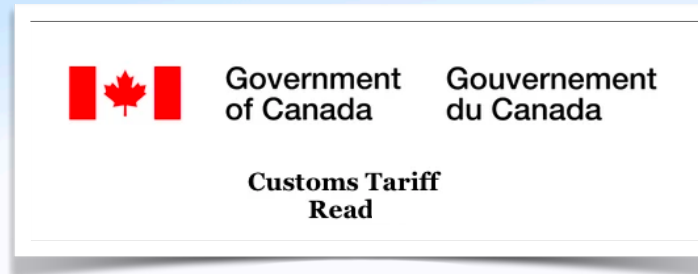 Government
of Canada
Gouvernement
du Canada
Customs Tariff
Read